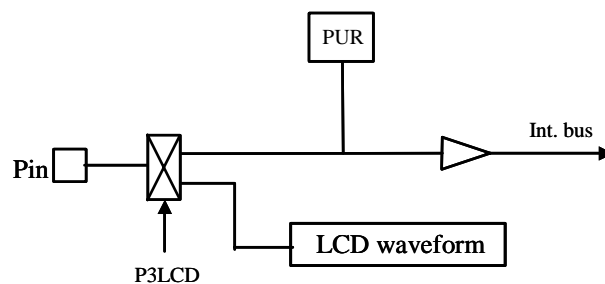 PUR
Int. bus
Pin
LCD waveform
P3LCD